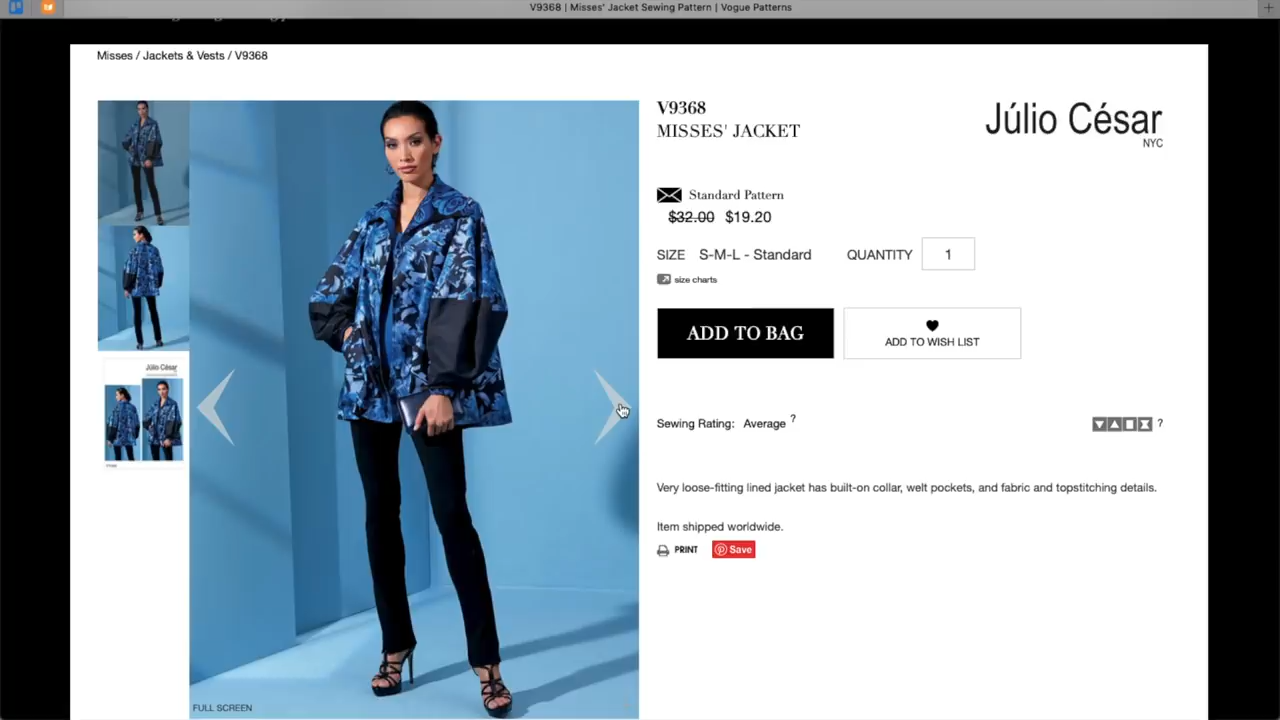 V9368 | Misses' Jacket Sewing Pattern | Vogue Patterns
Misses / Jackets & Vests / V9368
V9368
MISSES' JACKET
Júlio César
NYC
Standard Pattern
$32.00 $19.20
SIZE S-M-L - Standard QUANTITY 1
size charts
ADD TO BAG
ADD TO WISH LIST
Júlio César
Sewing Rating: Average ?
?
Very loose-fitting lined jacket has built-on collar, welt pockets, and fabric and topstitching details.
Item shipped worldwide.
PRINT Save
FULL SCREEN